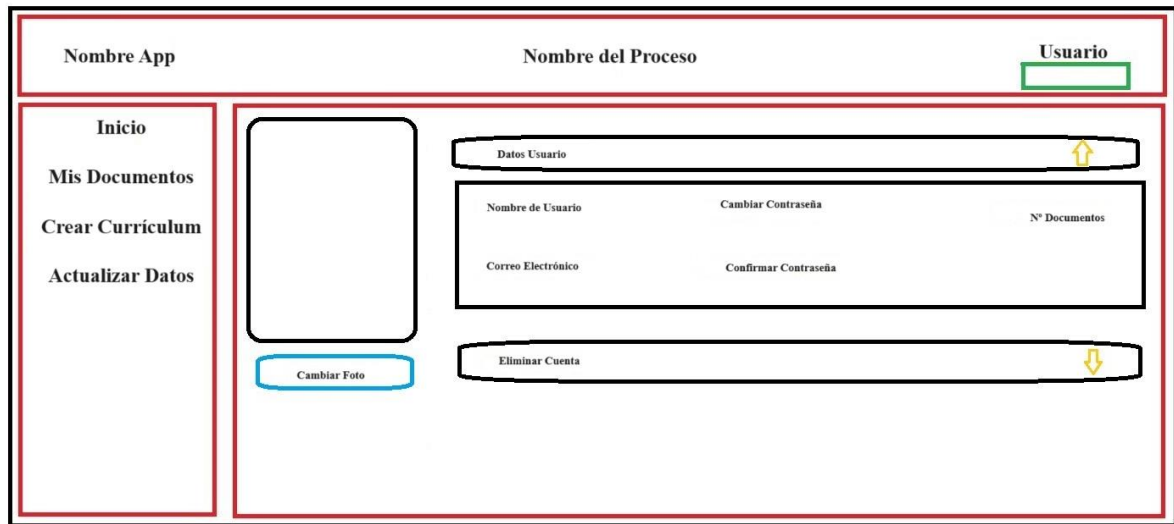 Nombre App
Nombre del Proceso
Usuario
Inicio
Mis Documentos
Crear Currículum
Actualizar Datos
Cambiar Foto
Datos Usuario
Nombre de Usuario
Cambiar Contraseña
Nº Documentos
Correo Electrónico
Confirmar Contraseña
Eliminar Cuenta